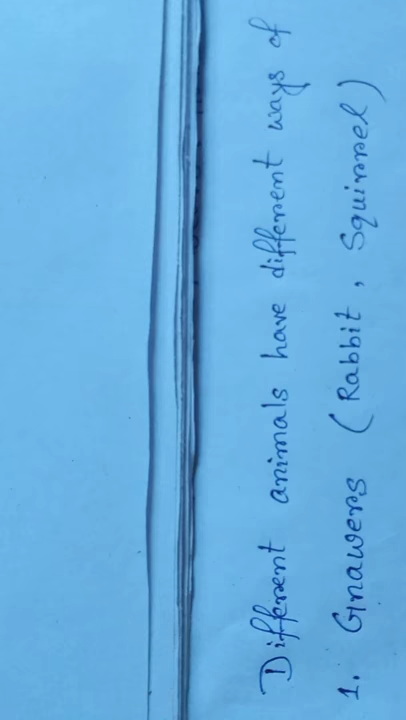 Different animals have different ways of
1. Gnawers (Rabbit, Squirrel)